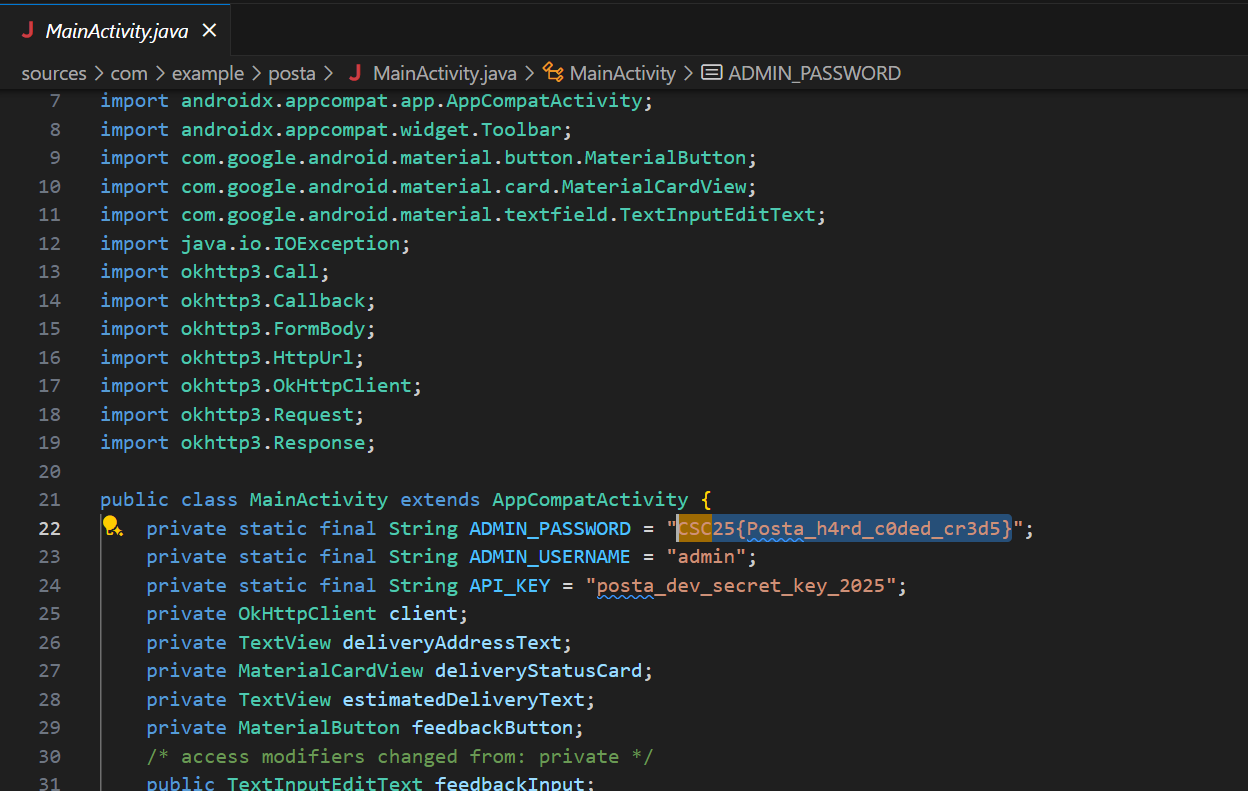 J MainActivity.java ×
sources > com > example > posta > J MainActivity.java > MainActivity > ADMIN_PASSWORD
7 import androidx.appcompat.app.AppCompatActivity;
8 import androidx.appcompat.widget.Toolbar;
9 import com.google.android.material.button.MaterialButton;
10 import com.google.android.material.card.MaterialCardView;
11 import com.google.android.material.textfield.TextInputEditText;
12 import java.io.IOException;
13 import okhttp3.Call;
14 import okhttp3.Callback;
15 import okhttp3.FormBody;
16 import okhttp3.HttpUrl;
17 import okhttp3.OkHttpClient;
18 import okhttp3.Request;
19 import okhttp3.Response;
20
21 public class MainActivity extends AppCompatActivity {
22 private static final String ADMIN_PASSWORD = "CSC25{Posta_h4rd_c0ded_cr3d5}";
23 private static final String ADMIN_USERNAME = "admin";
24 private static final String API_KEY = "posta_dev_secret_key_2025";
25 private OkHttpClient client;
26 private TextView deliveryAddressText;
27 private MaterialCardView deliveryStatusCard;
28 private TextView estimatedDeliveryText;
29 private MaterialButton feedbackButton;
30 /* access modifiers changed from: private */
31 public TextInputEditText feedbackInput;